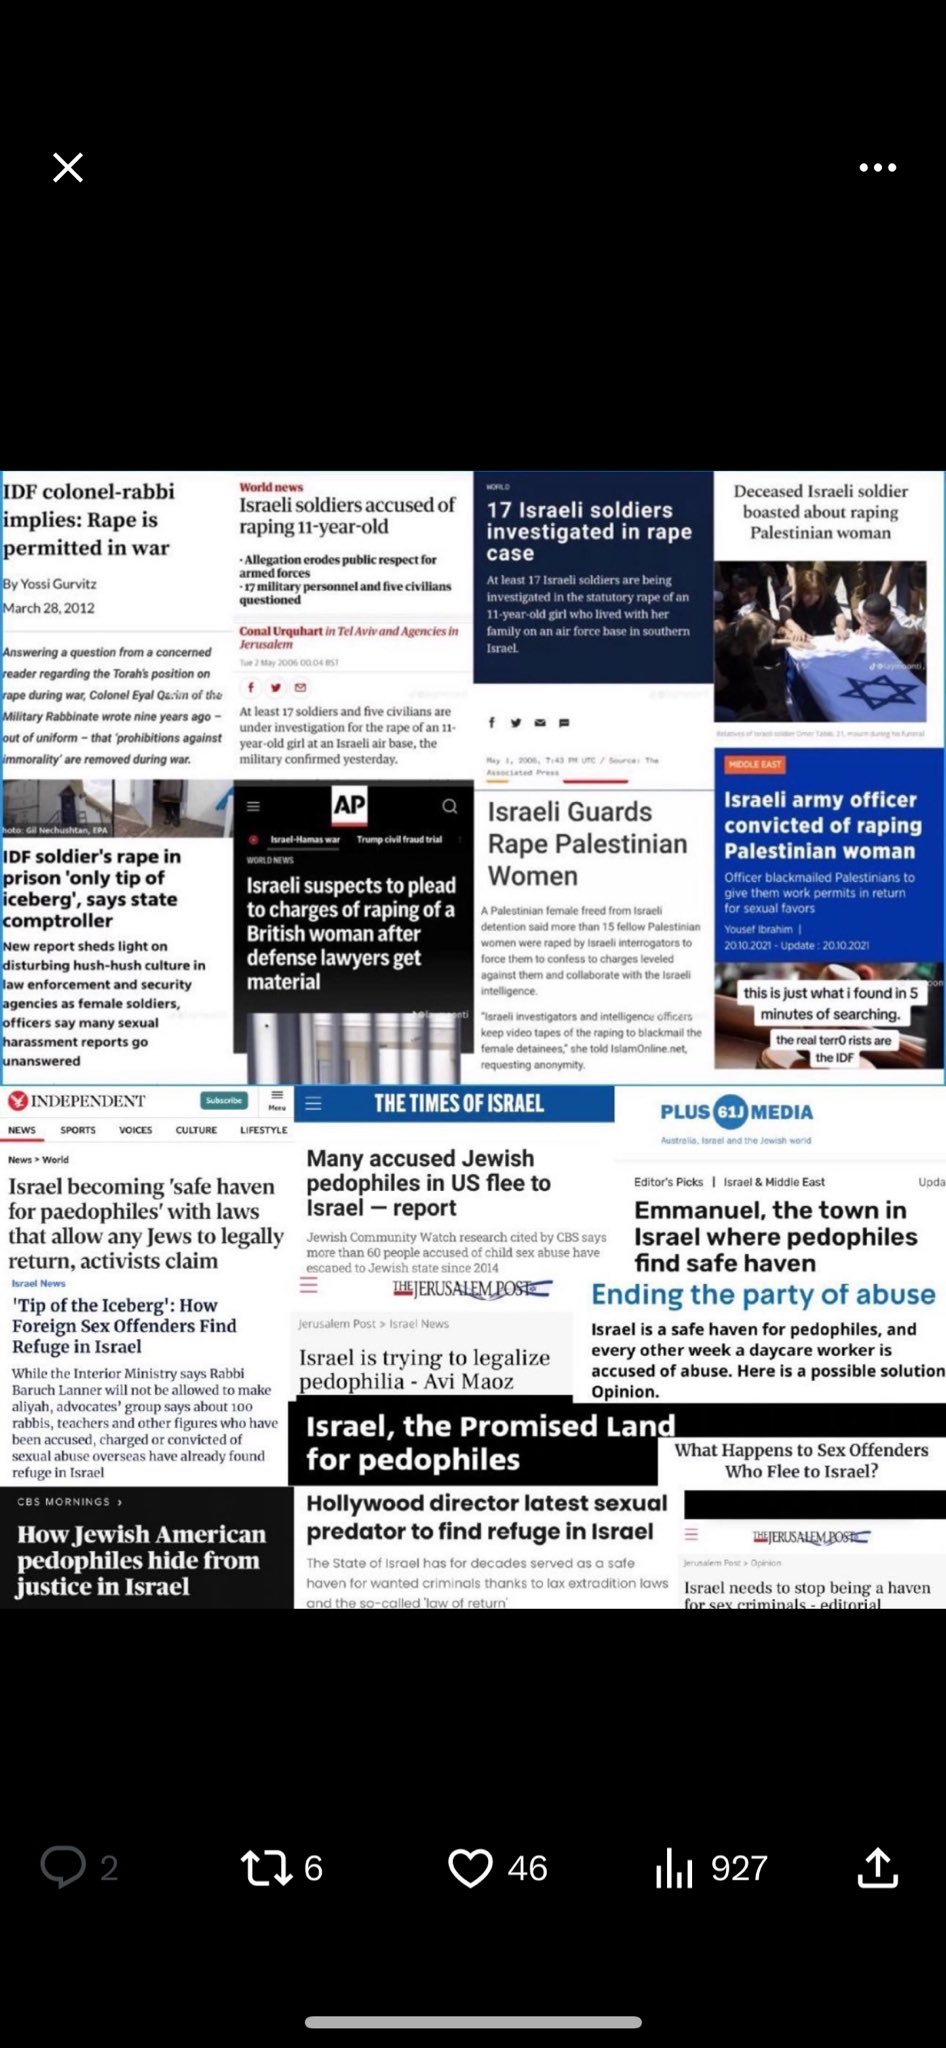 IDF colonel-rabbi
implies: Rape is
permitted in war
By Yossi Gurvitz
March 28, 2012
Answering a question from a concerned
reader regarding the Torah's position on
rape during war, Colonel Eyal Qarim of the
Military Rabbinate wrote nine years ago –
out of uniform – that 'prohibitions against
immorality' are removed during war.
hoto: Gil Nechushtan, EPA
IDF soldier's rape in
prison 'only tip of
iceberg', says state
comptroller
New report sheds light on
disturbing hush-hush culture in
law enforcement and security
agencies as female soldiers,
officers say many sexual
harassment reports go
unanswered
World news
Israeli soldiers accused of
raping 11-year-old
· Allegation erodes public respect for
armed forces
· 17 military personnel and five civilians
questioned
Conal Urquhart in Tel Aviv and Agencies in
Jerusalem
Tue 2 May 2006 00.04 BST
At least 17 soldiers and five civilians are
under investigation for the rape of an 11-
year-old girl at an Israeli air base, the
military confirmed yesterday.
AP
Israel-Hamas war Trump civil fraud trial
WORLD NEWS
Israeli suspects to plead
to charges of raping of a
British woman after
defense lawyers get
material
WORLD
17 Israeli soldiers
investigated in rape
case
At least 17 Israeli soldiers are being
investigated in the statutory rape of an
11-year-old girl who lived with her
family on an air force base in southern
Israel.
May 1, 2006, 7:43 PM UTC / Source: The
Associated Press
Israeli Guards
Rape Palestinian
Women
A Palestinian female freed from Israeli
detention said more than 15 fellow Palestinian
women were raped by Israeli interrogators to
force them to confess to charges leveled
against them and collaborate with the Israeli
intelligence.
"Israeli investigators and intelligence officers
keep video tapes of the raping to blackmail the
female detainees," she told IslamOnline.net,
requesting anonymity.
Deceased Israeli soldier
boasted about raping
Palestinian woman
Relatives of Israeli soldier Omer Tabib, 21, mourn during his funeral
MIDDLE EAST
Israeli army officer
convicted of raping
Palestinian woman
Officer blackmailed Palestinians to
give them work permits in return
for sexual favors
Yousef Ibrahim |
20.10.2021 - Update : 20.10.2021
this is just what i found in 5
minutes of searching.
the real terr0 rists are
the IDF
INDEPENDENT
Subscribe
Menu
NEWS SPORTS VOICES CULTURE LIFESTYLE
News > World
Israel becoming 'safe haven
for paedophiles' with laws
that allow any Jews to legally
return, activists claim
Israel News
'Tip of the Iceberg': How
Foreign Sex Offenders Find
Refuge in Israel
While the Interior Ministry says Rabbi
Baruch Lanner will not be allowed to make
aliyah, advocates' group says about 100
rabbis, teachers and other figures who have
been accused, charged or convicted of
sexual abuse overseas have already found
refuge in Israel
CBS MORNINGS >
How Jewish American
pedophiles hide from
justice in Israel
THE TIMES OF ISRAEL
Many accused Jewish
pedophiles in US flee to
Israel — report
Jewish Community Watch research cited by CBS says
more than 60 people accused of child sex abuse have
escaped to Jewish state since 2014
THE JERUSALEM POST
Jerusalem Post > Israel News
Israel is trying to legalize
pedophilia - Avi Maoz
Israel, the Promised Land
for pedophiles
Hollywood director latest sexual
predator to find refuge in Israel
The State of Israel has for decades served as a safe
haven for wanted criminals thanks to lax extradition laws
and the so-called 'law of return'
PLUS 61J MEDIA
Australia, Israel and the Jewish world
Editor's Picks | Israel & Middle East Upda
Emmanuel, the town in
Israel where pedophiles
find safe haven
Ending the party of abuse
Israel is a safe haven for pedophiles, and
every other week a daycare worker is
accused of abuse. Here is a possible solution
Opinion.
What Happens to Sex Offenders
Who Flee to Israel?
THE JERUSALEM POST
Jerusalem Post > Opinion
Israel needs to stop being a haven
for sex criminals - editorial
2
6
46
927